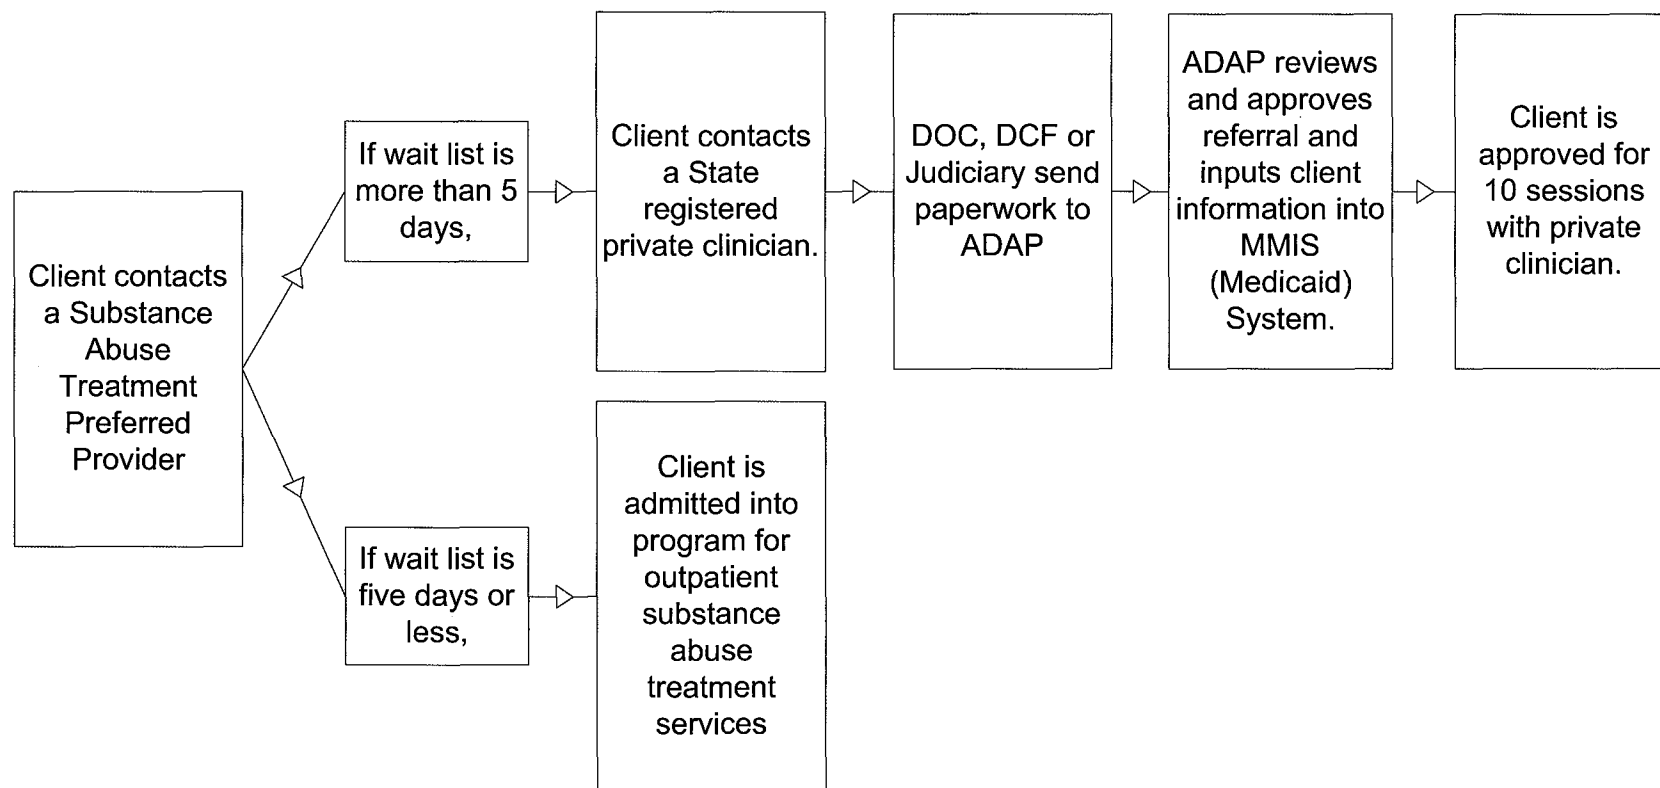 Client contacts
a Substance
Abuse
Treatment
Preferred
Provider
If wait list is
more than 5
days,
Client contacts
a State
registered
private clinician.
DOC, DCF or
Judiciary send
paperwork to
ADAP
ADAP reviews
and approves
referral and
inputs client
information into
MMIS
(Medicaid)
System.
Client is
approved for
10 sessions
with private
clinician.
If wait list is
five days or
less,
Client is
admitted into
program for
outpatient
substance
abuse
treatment
services